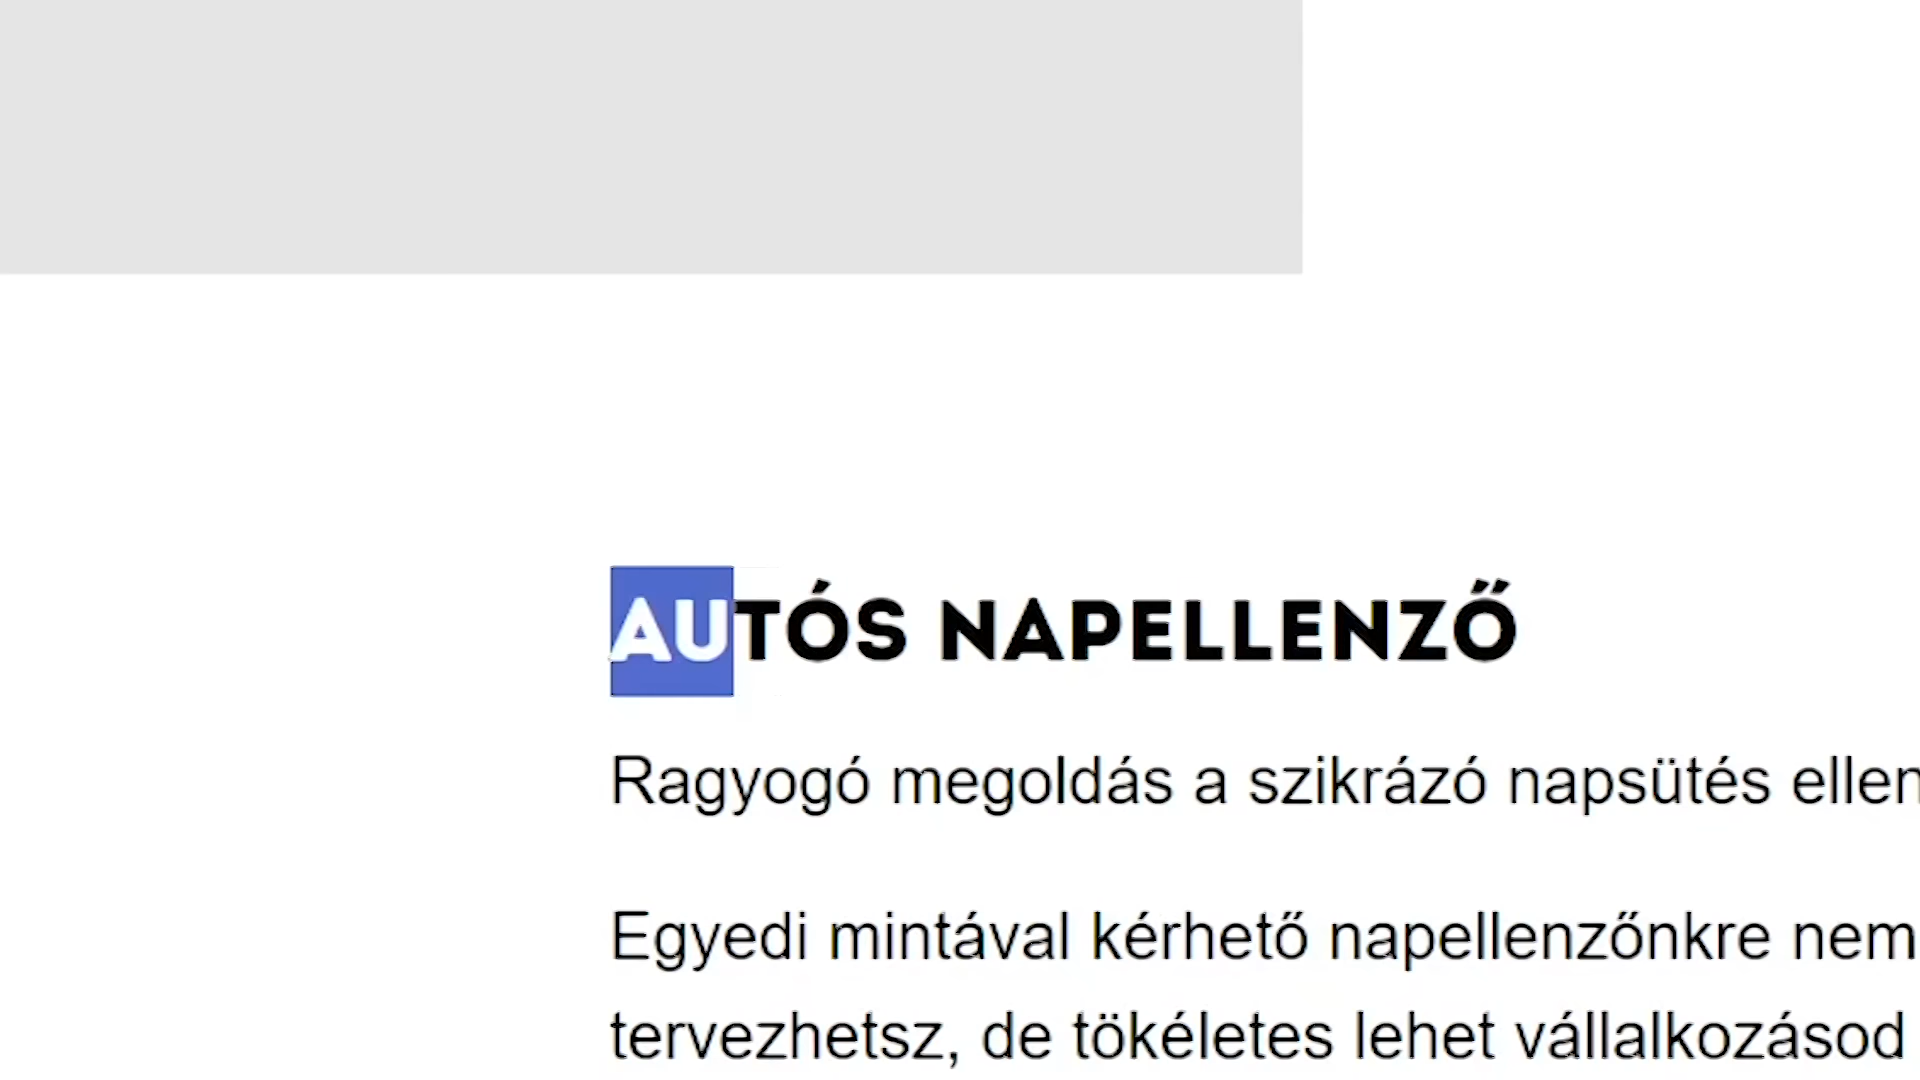 AUTÓS NAPELLENZŐ
Ragyogó megoldás a szikrázó napsütés ellen
Egyedi mintával kérhető napellenzőnkre nem
tervezhetsz, de tökéletes lehet vállalkozásod